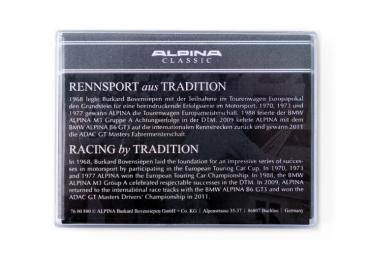 ALPINA
CLASSIC
RENNSPORT aus TRADITION
1968 legte Burkard Bovensiepen mit der Teilnahme im Tourenwagen Europapokal
den Grundstein für eine beeindruckende Erfolgsserie im Motorsport. 1970, 1973 und
1977 gewann ALPINA die Tourenwagen Europameisterschaft. 1988 feierte der BMW
ALPINA M3 Gruppe A Achtungserfolge in der DTM. 2009 kehrte ALPINA mit dem
BMW ALPINA B6 GT3 auf die internationalen Rennstrecken zurück und gewann 2011
die ADAC GT Masters Fahrermeisterschaft.
RACING by TRADITION
In 1968, Burkard Bovensiepen laid the foundation for an impressive series of succes-
ses in motorsport by participating in the European Touring Car Cup. In 1970, 1973
and 1977 ALPINA won the European Touring Car Championship. In 1988, the BMW
ALPINA M3 Group A celebrated respectable successes in the DTM. In 2009, ALPINA
returned to the international race tracks with the BMW ALPINA B6 GT3 and won the
ADAC GT Masters Drivers' Championship in 2011.
76 00 500 © ALPINA Burkard Bovensiepen GmbH + Co. KG | Alpenstrasse 35-37 | 86807 Buchloe | Germany